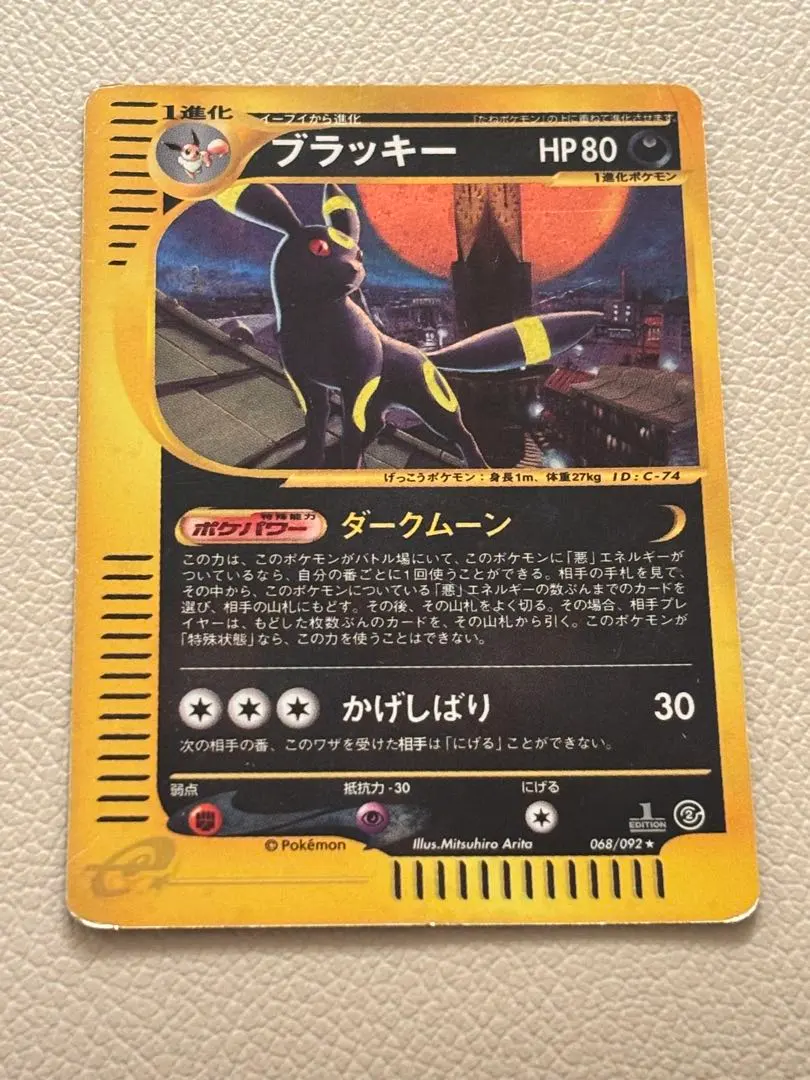 1進化
イーブイから進化
「たねポケモン」の上に重ねて進化させます。
ブラッキー HP80
1進化ポケモン
げっこうポケモン：身長1m、体重27kg ID:C-74
特殊能力
ポケパワー ダークムーン
この力は、このポケモンがバトル場にいて、このポケモンに「悪」エネルギーが
ついているなら、自分の番ごとに1回使うことができる。相手の手札を見て、
その中から、このポケモンについている「悪」エネルギーの数ぶんまでのカードを
選び、相手の山札にもどす。その後、その山札をよく切る。その場合、相手プレ
イヤーは、もどした枚数ぶんのカードを、その山札から引く。このポケモンが
「特殊状態」なら、この力を使うことはできない。
かげしばり 30
次の相手の番、このワザを受けた相手は「にげる」ことができない。
弱点 抵抗力-30 にげる
1 EDITION 2
©Pokémon Illus.Mitsuhiro Arita 068/092★
e